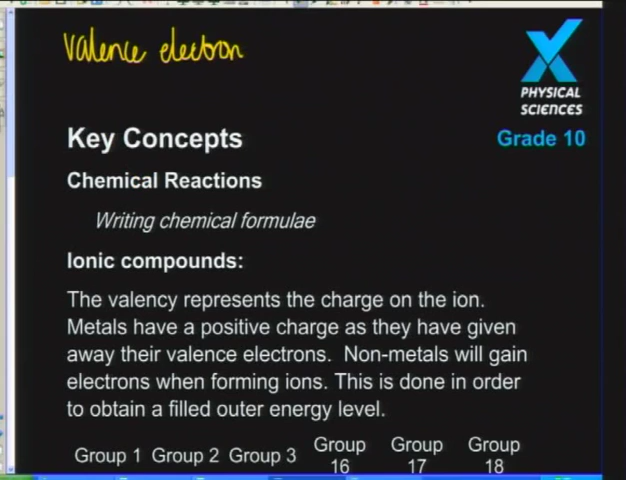 Valence electron
PHYSICAL
SCIENCES
Key Concepts
Grade 10
Chemical Reactions
Writing chemical formulae
Ionic compounds:
The valency represents the charge on the ion.
Metals have a positive charge as they have given
away their valence electrons. Non-metals will gain
electrons when forming ions. This is done in order
to obtain a filled outer energy level.
Group 1 Group 2 Group 3 Group 16 Group 17 Group 18